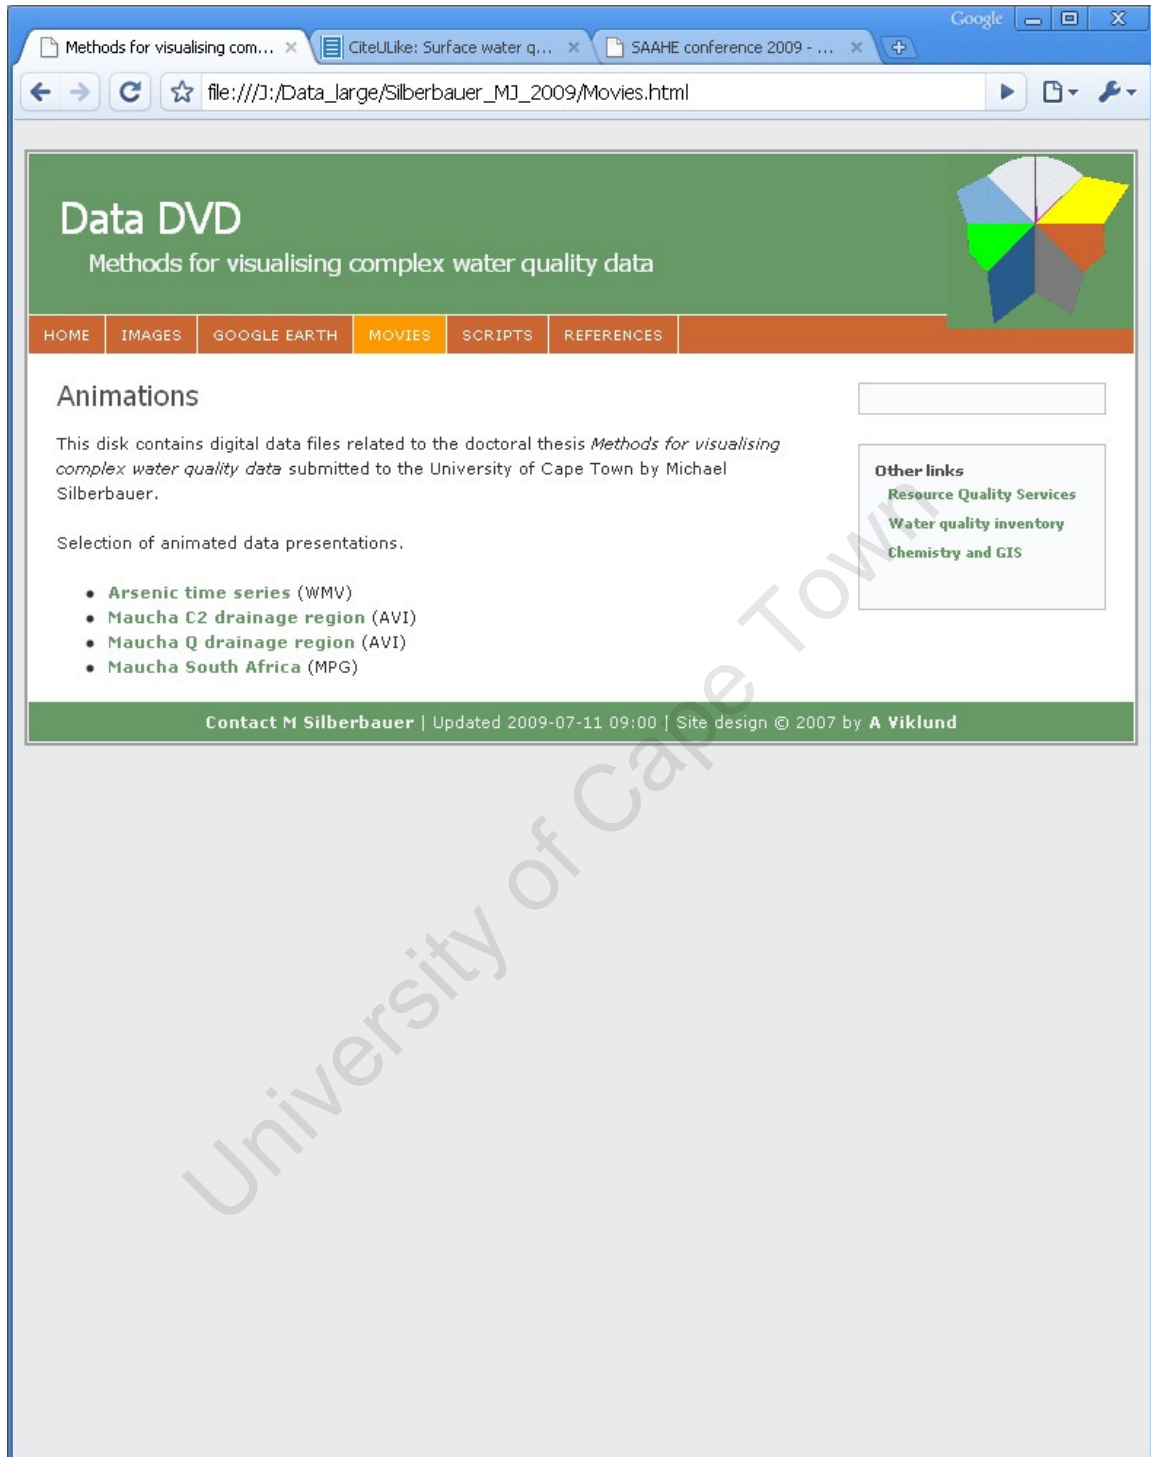 Google
Methods for visualising com...
CiteULike: Surface water q...
SAAHE conference 2009 - ...
file:///J:/Data_large/Silberbauer_MJ_2009/Movies.html
Data DVD
Methods for visualising complex water quality data
HOME IMAGES GOOGLE EARTH MOVIES SCRIPTS REFERENCES
Animations
This disk contains digital data files related to the doctoral thesis Methods for visualising
complex water quality data submitted to the University of Cape Town by Michael
Silberbauer.
Selection of animated data presentations.
• Arsenic time series (WMV)
• Maucha C2 drainage region (AVI)
• Maucha Q drainage region (AVI)
• Maucha South Africa (MPG)
Other links
Resource Quality Services
Water quality inventory
Chemistry and GIS
Contact M Silberbauer | Updated 2009-07-11 09:00 | Site design © 2007 by A Viklund
University of Cape Town